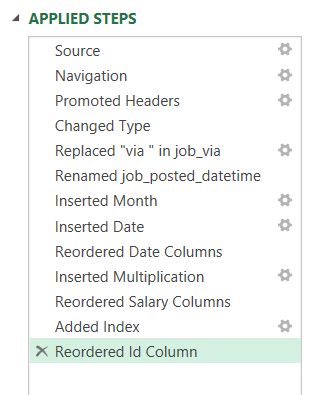 APPLIED STEPS
Source
Navigation
Promoted Headers
Changed Type
Replaced "via " in job_via
Renamed job_posted_datetime
Inserted Month
Inserted Date
Reordered Date Columns
Inserted Multiplication
Reordered Salary Columns
Added Index
Reordered Id Column